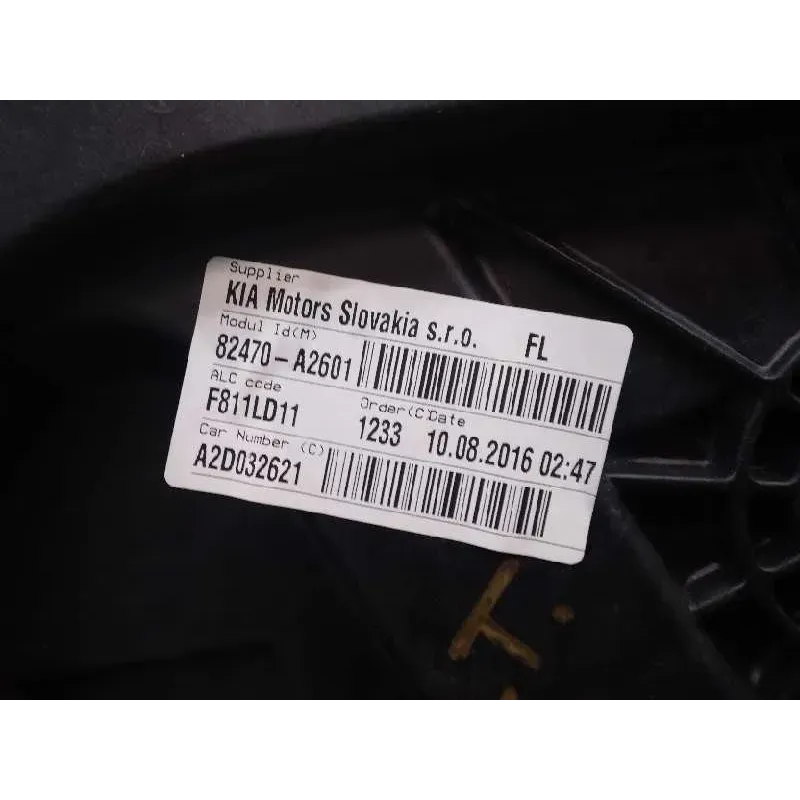 Supplier
KIA Motors Slovakia s.r.o. FL
Modul Id(M)
82470-A2601
ALC code
F811LD11
Order(C) Date
1233 10.08.2016 02:47
Car Number (C)
A2D032621